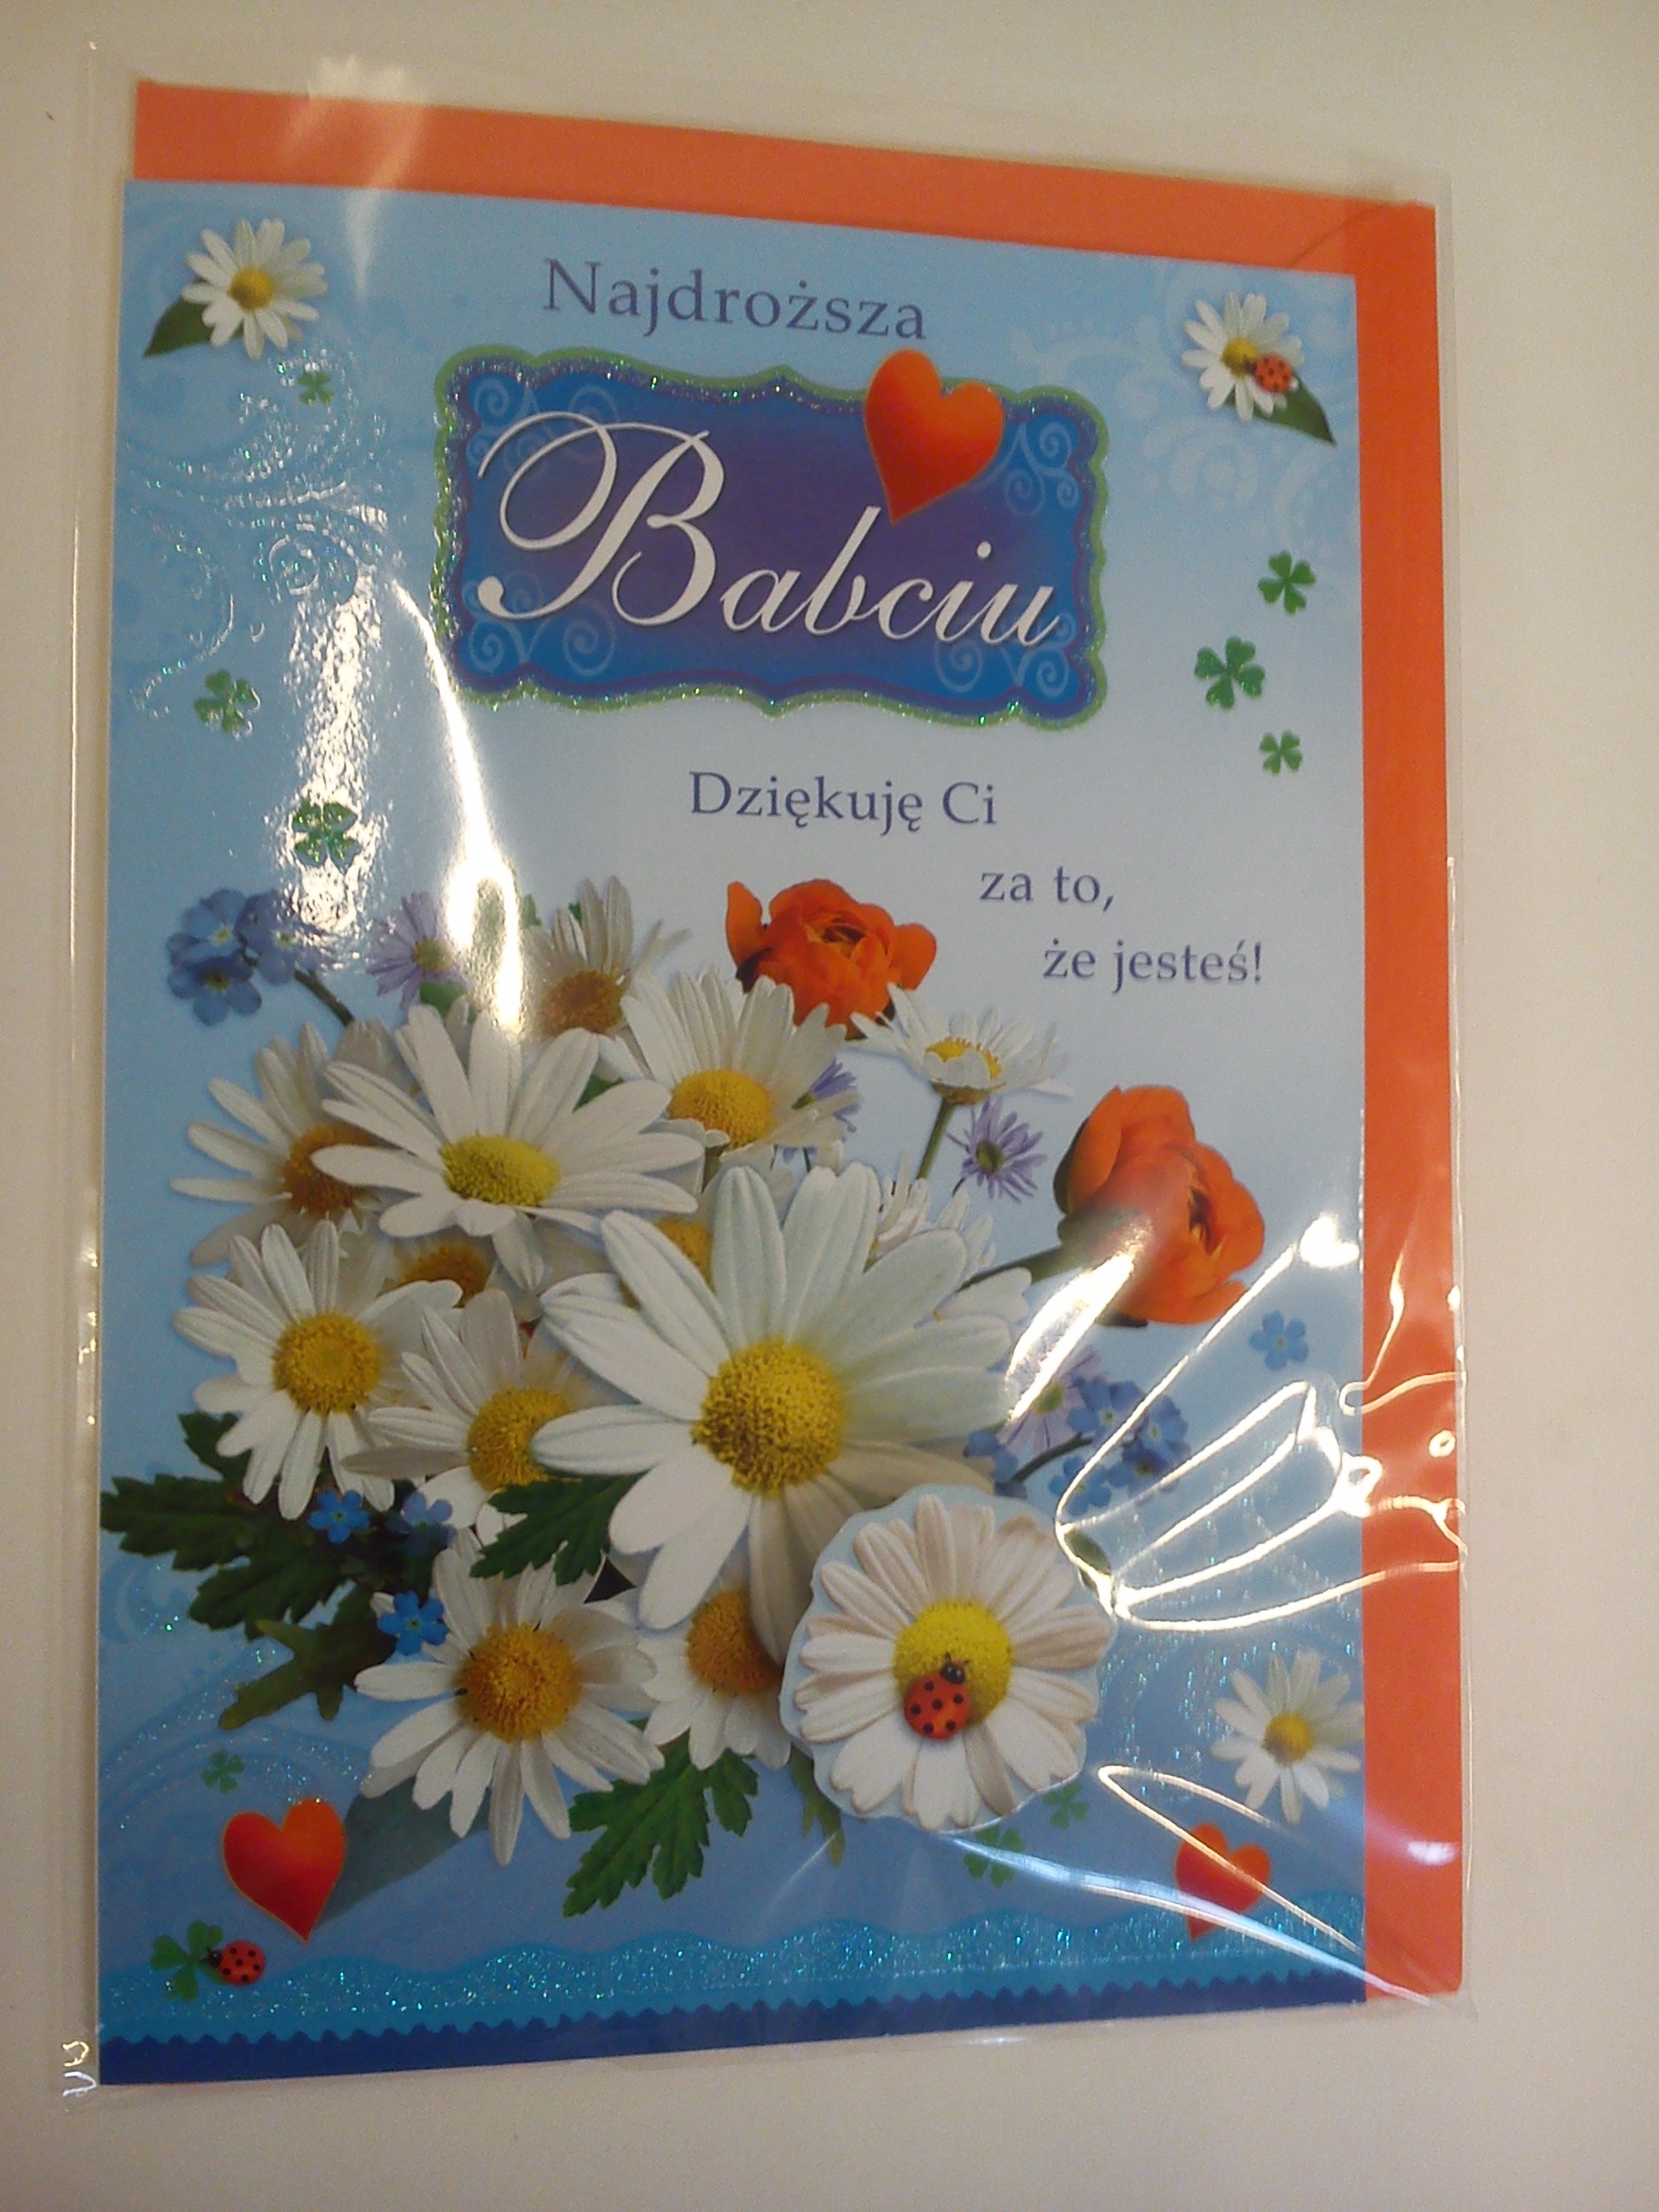 Najdroższa
Babciu
Dziękuję Ci
za to,
że jesteś!